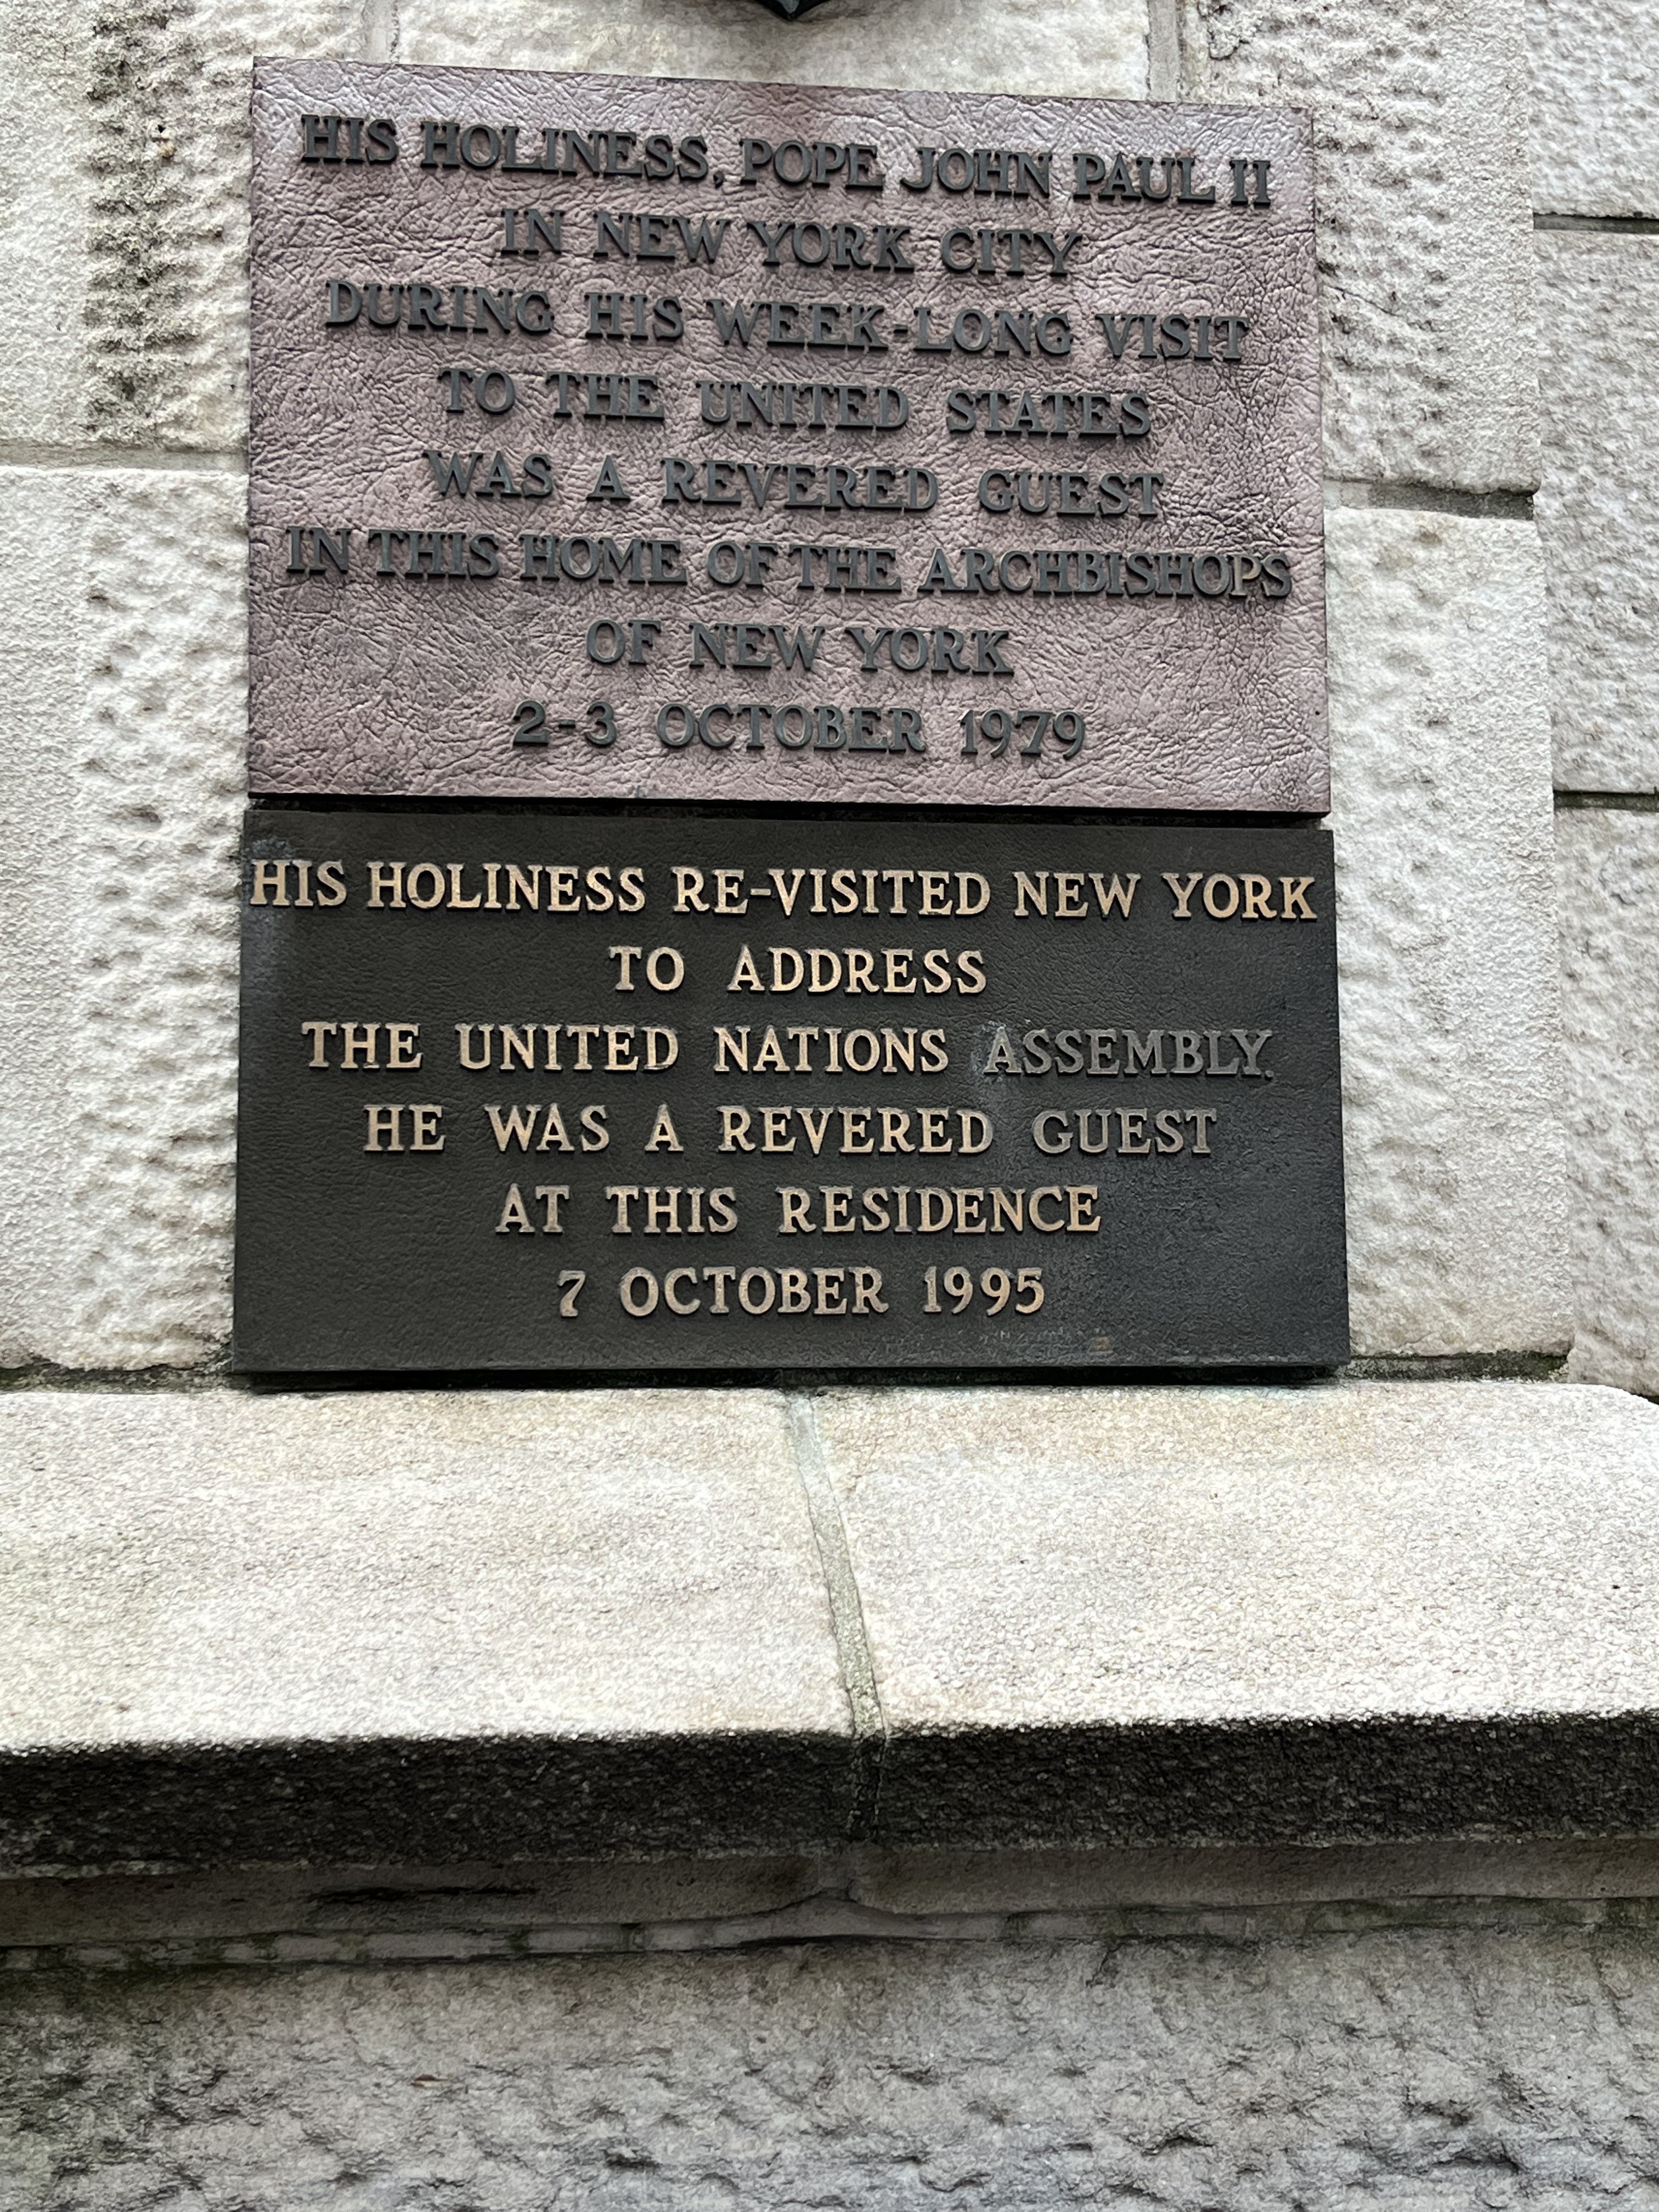 HIS HOLINESS, POPE JOHN PAUL II
IN NEW YORK CITY
DURING HIS WEEK-LONG VISIT
TO THE UNITED STATES
WAS A REVERED GUEST
IN THIS HOME OF THE ARCHBISHOPS
OF NEW YORK
2-3 OCTOBER 1979
HIS HOLINESS RE-VISITED NEW YORK
TO ADDRESS
THE UNITED NATIONS ASSEMBLY.
HE WAS A REVERED GUEST
AT THIS RESIDENCE
7 OCTOBER 1995